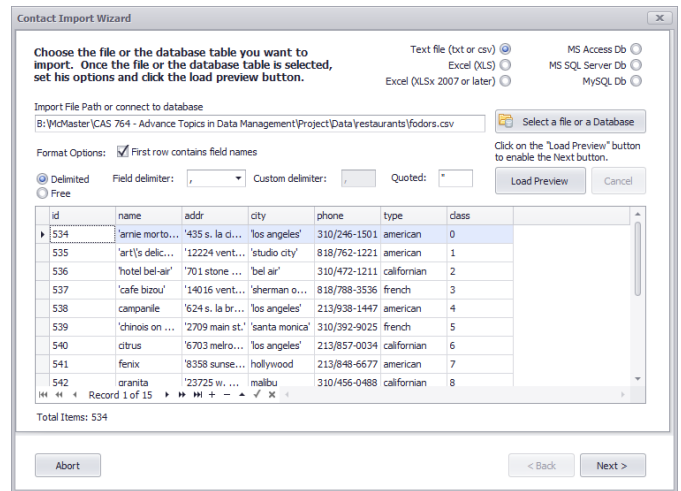 Contact Import Wizard
Choose the file or the database table you want to
import. Once the file or the database table is selected,
set his options and click the load preview button.
Text file (txt or csv)
Excel (XLS)
Excel (XLSx 2007 or later)
MS Access Db
MS SQL Server Db
MySQL Db
Import File Path or connect to database
B:\McMaster\CAS 764 - Advance Topics in Data Management\Project\Data\restaurants\fodors.csv
Select a file or a Database
Format Options: First row contains field names
Click on the "Load Preview" button
to enable the Next button.
Delimited
Free
Field delimiter: ,
Custom delimiter: ,
Quoted: "
Load Preview
Cancel
id name addr city phone type class
534 'arnie morto... '435 s. la ci... 'los angeles' 310/246-1501 american 0
535 'art\'s delic... '12224 vent... 'studio city' 818/762-1221 american 1
536 'hotel bel-air' '701 stone ... 'bel air' 310/472-1211 californian 2
537 'cafe bizou' '14016 vent... 'sherman o... 818/788-3536 french 3
538 campanile '624 s. la br... 'los angeles' 213/938-1447 american 4
539 'chinois on ... '2709 main st.' 'santa monica' 310/392-9025 french 5
540 citrus '6703 melro... 'los angeles' 213/857-0034 californian 6
541 fenix '8358 sunse... hollywood 213/848-6677 american 7
542 granita '23725 w. ... malibu 310/456-0488 californian 8
Record 1 of 15
Total Items: 534
Abort
< Back
Next >